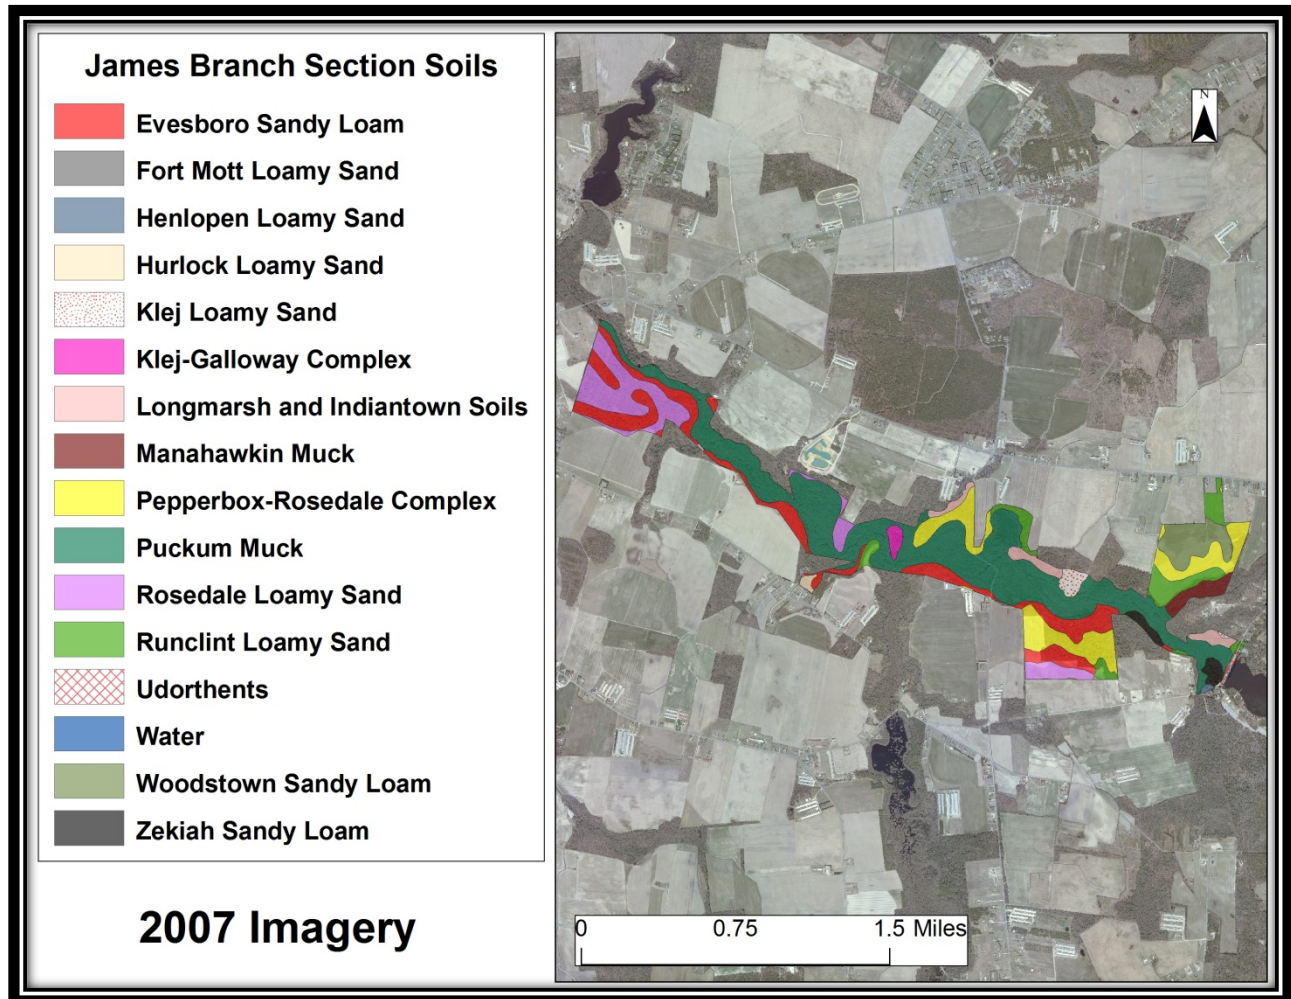 James Branch Section Soils
Evesboro Sandy Loam
Fort Mott Loamy Sand
Henlopen Loamy Sand
Hurlock Loamy Sand
Klej Loamy Sand
Klej-Galloway Complex
Longmarsh and Indiantown Soils
Manahawkin Muck
Pepperbox-Rosedale Complex
Puckum Muck
Rosedale Loamy Sand
Runclint Loamy Sand
Udorthents
Water
Woodstown Sandy Loam
Zekiah Sandy Loam
2007 Imagery
N
0 0.75 1.5 Miles